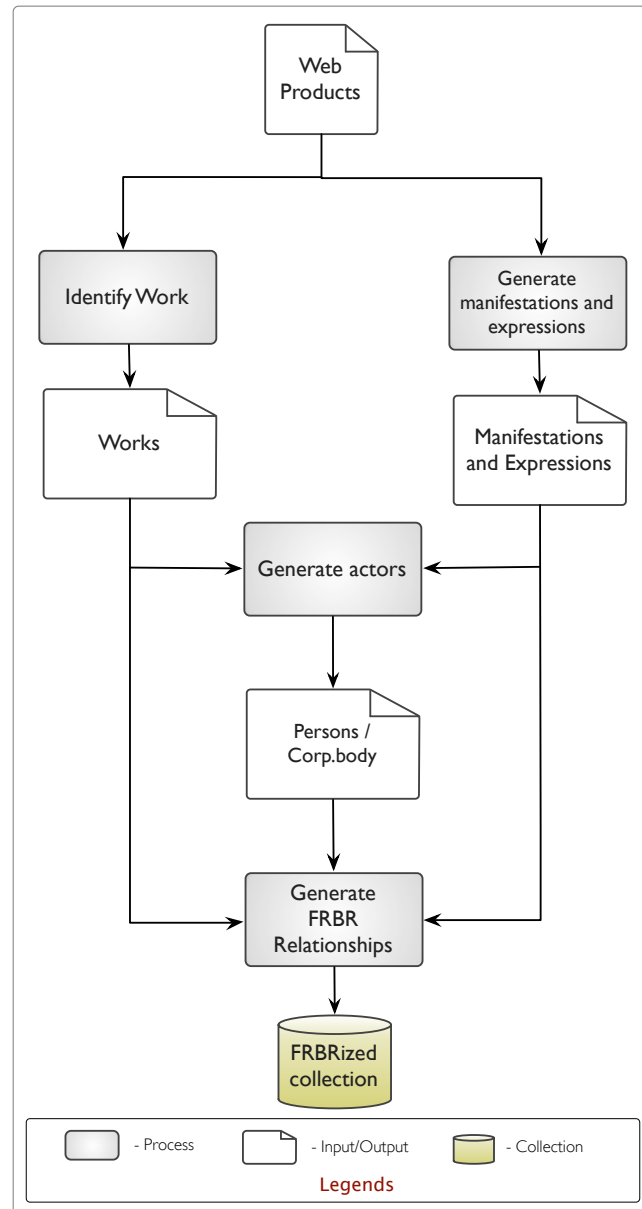 Web
Products
Identify Work
Generate
manifestations and
expressions
Works
Manifestations
and Expressions
Generate actors
Persons /
Corp.body
Generate
FRBR
Relationships
FRBRized
collection
- Process
- Input/Output
- Collection
Legends